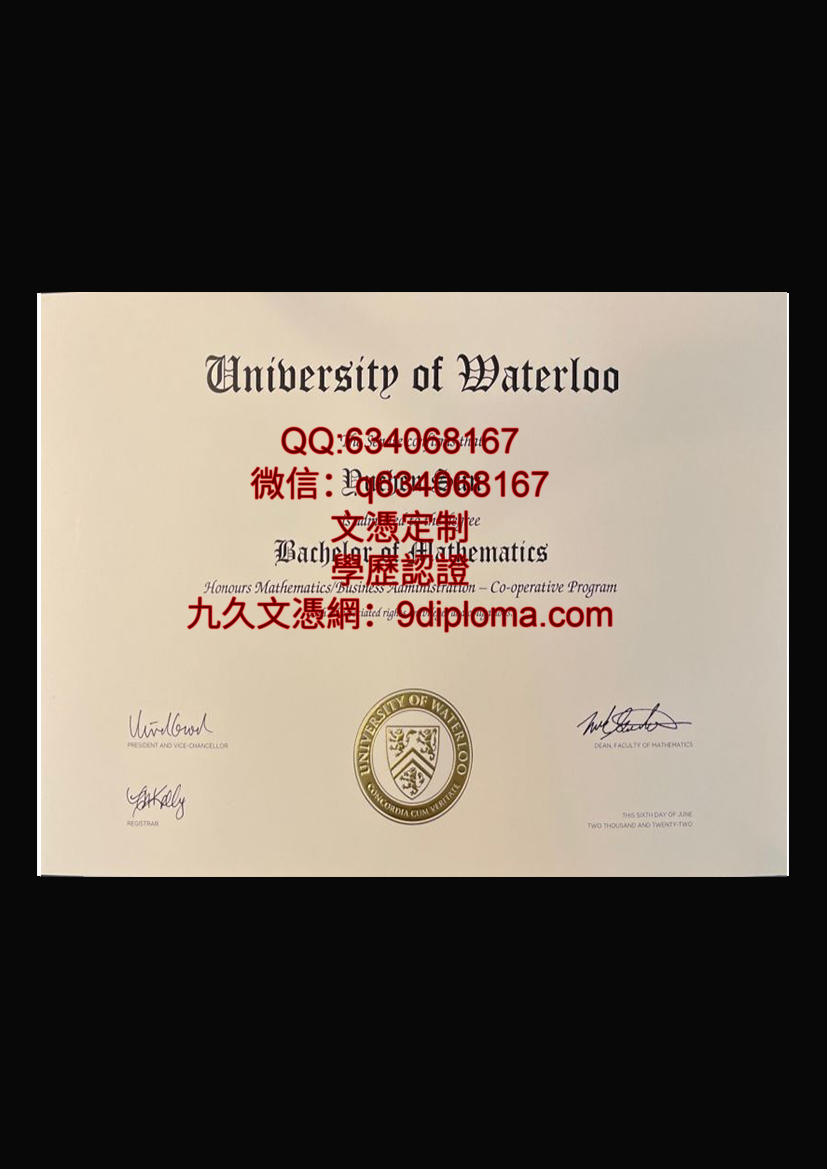 University of Waterloo
QQ:634068167
微信：q634068167
文憑定制
Bachelor of Mathematics
學歷認證
Honours Mathematics/Business Administration – Co-operative Program
九久文憑網：9diploma.com
UNIVERSITY OF WATERLOO
CONCORDIA CUM VERITATE
PRESIDENT AND VICE-CHANCELLOR
DEAN, FACULTY OF MATHEMATICS
REGISTRAR
THIS SIXTH DAY OF JUNE
TWO THOUSAND AND TWENTY-TWO